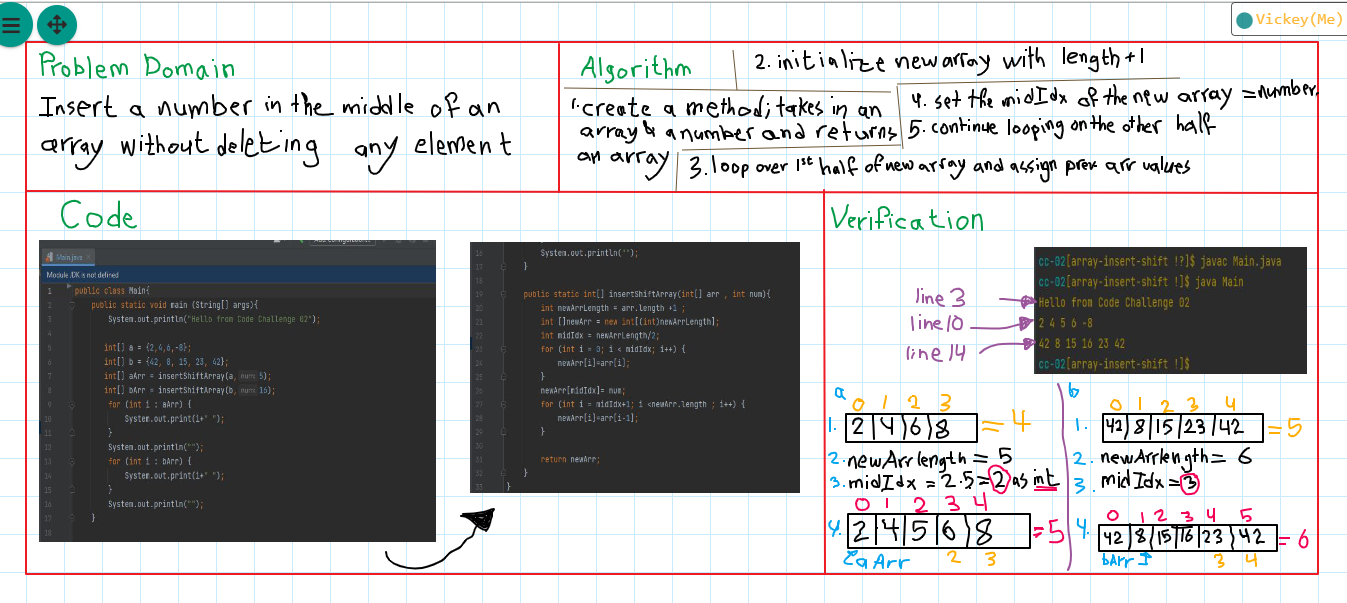 Vickey(Me)
Problem Domain
Insert a number in the middle of an
array without deleting any element
Algorithm
2. initialize new array with length +1
1. create a method; takes in an
array & a number and returns
an array
4. set the midIdx of the new array = number.
5. continue looping on the other half
3. loop over 1st half of new array and assign prev arr values
Code
Main.java
Module JDK is not defined
1 public class Main{
2 public static void main (String[] args){
3 System.out.println("Hello from Code Challenge 02");
4
5 int[] a = {2,4,6,-8};
6 int[] b = {42, 8, 15, 23, 42};
7 int[] aArr = insertShiftArray(a, num: 5);
8 int[] bArr = insertShiftArray(b, num: 16);
9 for (int i : aArr) {
10 System.out.print(i+" ");
11 }
12 System.out.println("");
13 for (int i : bArr) {
14 System.out.print(i+" ");
15 }
16 System.out.println("");
17 }
18
16 System.out.println("");
17 }
18
19 public static int[] insertShiftArray(int[] arr , int num){
20 int newArrLength = arr.length +1 ;
21 int []newArr = new int[(int)newArrLength];
22 int midIdx = newArrLength/2;
23 for (int i = 0; i < midIdx; i++) {
24 newArr[i]=arr[i];
25 }
26 newArr[midIdx]= num;
27 for (int i = midIdx+1; i <newArr.length ; i++) {
28 newArr[i]=arr[i-1];
29 }
30
31 return newArr;
32 }
33 }
Verification
cc-02[array-insert-shift !?]$ javac Main.java
cc-02[array-insert-shift !]$ java Main
line 3
Hello from Code Challenge 02
line 10
2 4 5 6 -8
line 14
42 8 15 16 23 42
cc-02[array-insert-shift !]$
a
0 1 2 3
1. 2 4 6 8 = 4
2. newArrlength = 5
3. midIdx = 2.5 = 2 as int
0 1 2 3 4
4. 2 4 5 6 8 = 5
aArr 2 3
b
0 1 2 3 4
1. 42 8 15 23 42 = 5
2. newArrlength = 6
3. midIdx = 3
0 1 2 3 4 5
4. 42 8 15 16 23 42 = 6
bArr 3 4